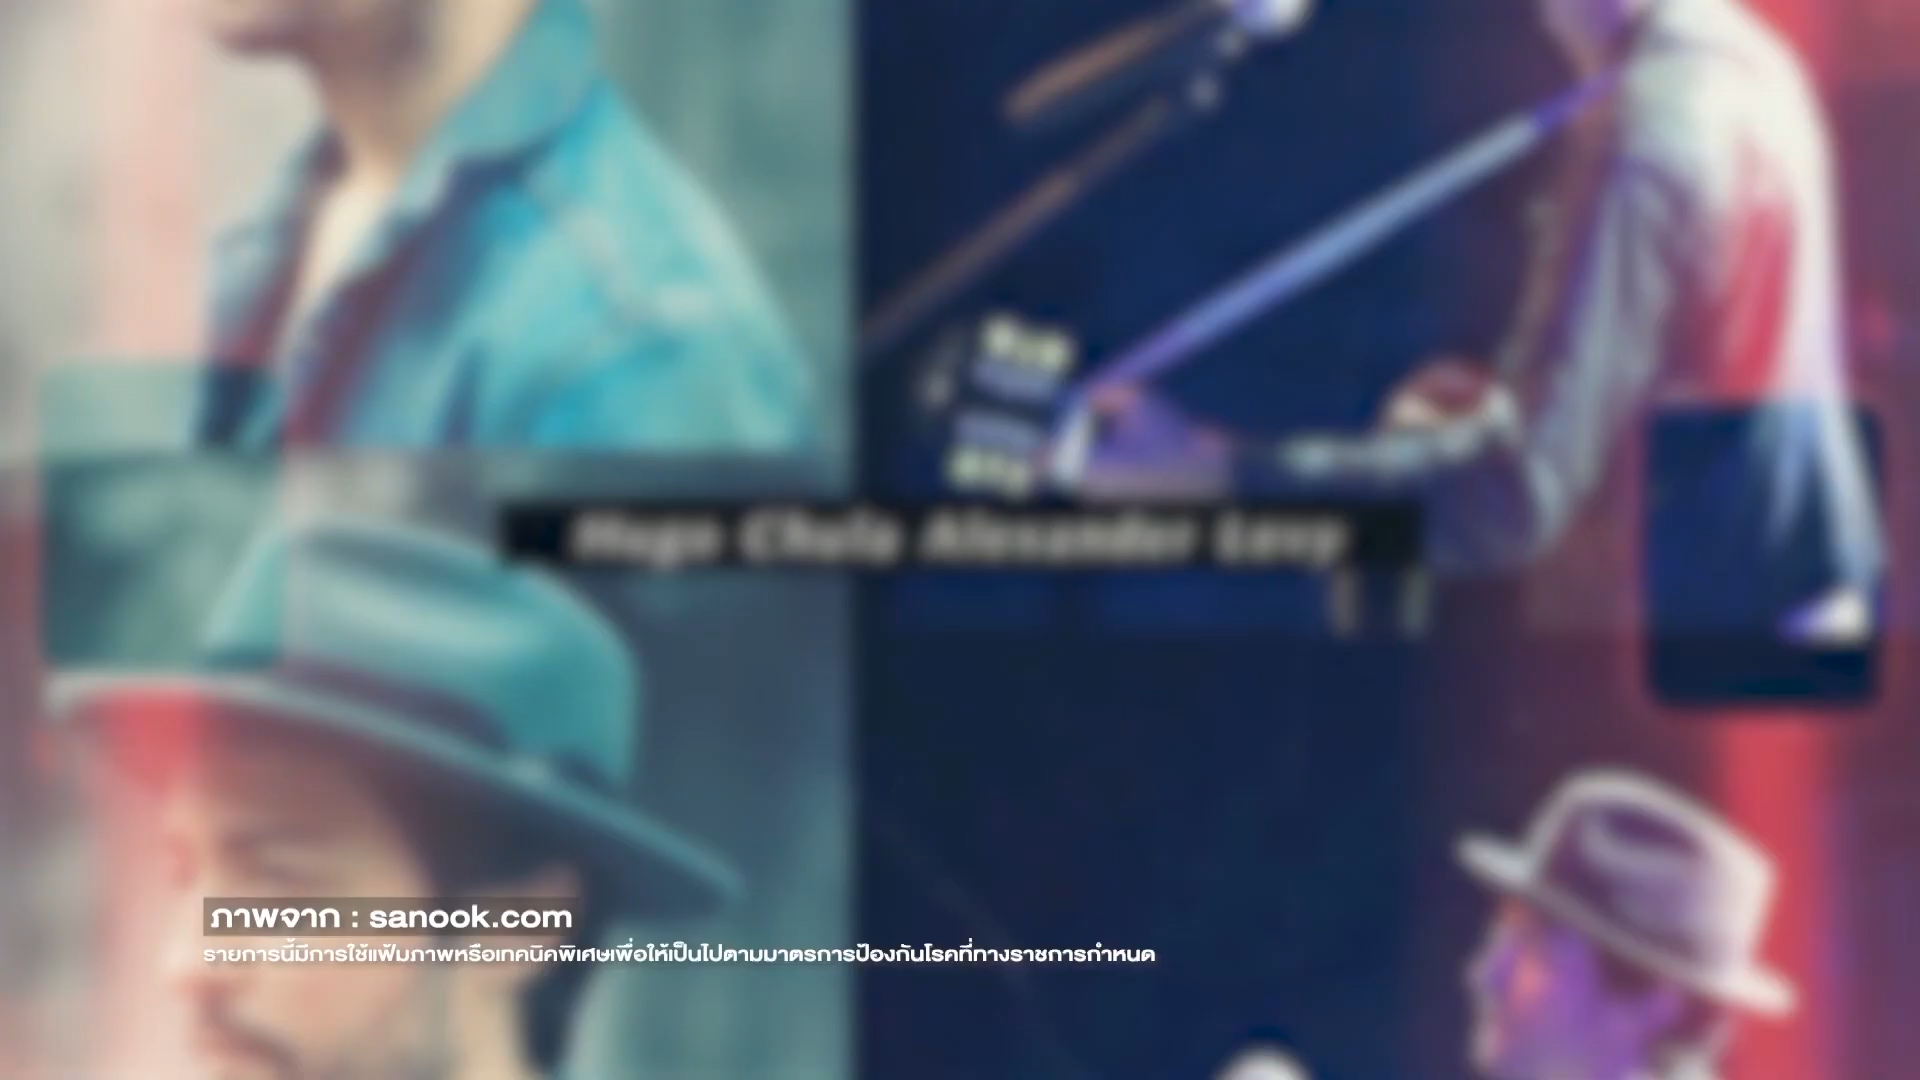 Hugo Chula Alexander Levy
ภาพจาก : sanook.com
รายการนี้มีการใช้แฟ้มภาพหรือเทคนิคพิเศษเพื่อให้เป็นไปตามมาตรการป้องกันโรคที่ทางราชการกำหนด